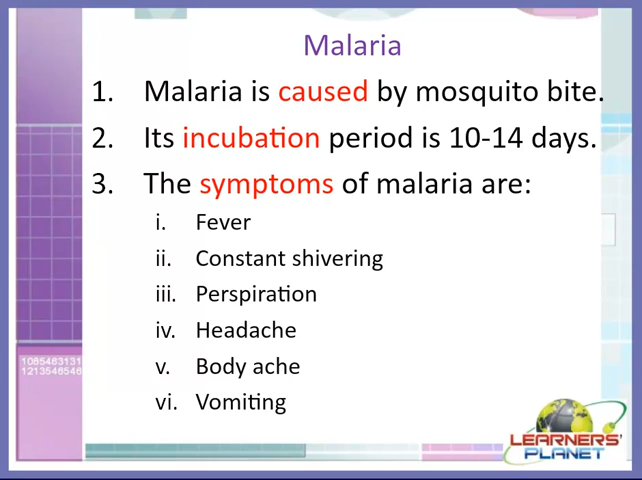 Malaria
1. Malaria is caused by mosquito bite.
2. Its incubation period is 10-14 days.
3. The symptoms of malaria are:
i. Fever
ii. Constant shivering
iii. Perspiration
iv. Headache
v. Body ache
vi. Vomiting
1085463131
1213546546
LEARNERS'
PLANET